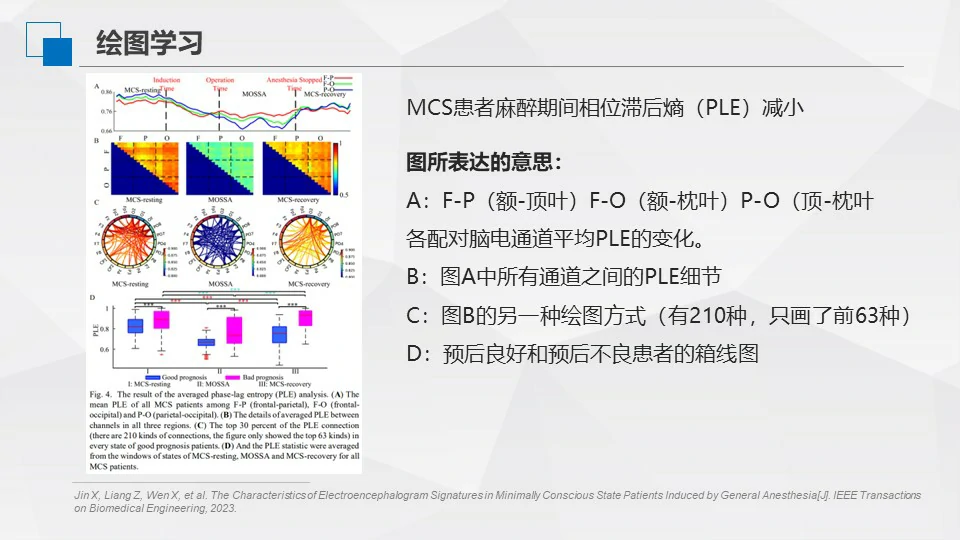 绘图学习
A
Induction
Time
Operation
Time
Anesthesia Stopped
Time
F-P
F-O
P-O
MCS-resting
MOSSA
MCS-recovery
0.86
0.76
0.66
B
F P O F P O F P O
F
P
O
1
0.5
MCS-resting MOSSA MCS-recovery
C
MCS-resting MOSSA MCS-recovery
D
*** *** ***
PLE
1
0.8
0.6
I II III
Good prognosis Bad prognosis
I: MCS-resting II: MOSSA III: MCS-recovery
Fig. 4. The result of the averaged phase-lag entropy (PLE) analysis. (A) The
mean PLE of all MCS patients among F-P (frontal-parietal), F-O (frontal-
occipital) and P-O (parietal-occipital). (B) The details of averaged PLE between
channels in all three regions. (C) The top 30 percent of the PLE connection
(there are 210 kinds of connections, the figure only showed the top 63 kinds) in
every state of good prognosis patients. (D) And the PLE statistic were averaged
from the windows of states of MCS-resting, MOSSA and MCS-recovery for all
MCS patients.
MCS患者麻醉期间相位滞后熵（PLE）减小
图所表达的意思：
A：F-P（额-顶叶）F-O（额-枕叶）P-O（顶-枕叶
各配对脑电通道平均PLE的变化。
B：图A中所有通道之间的PLE细节
C：图B的另一种绘图方式（有210种，只画了前63种）
D：预后良好和预后不良患者的箱线图
Jin X, Liang Z, Wen X, et al. The Characteristics of Electroencephalogram Signatures in Minimally Conscious State Patients Induced by General Anesthesia[J]. IEEE Transactions
on Biomedical Engineering, 2023.